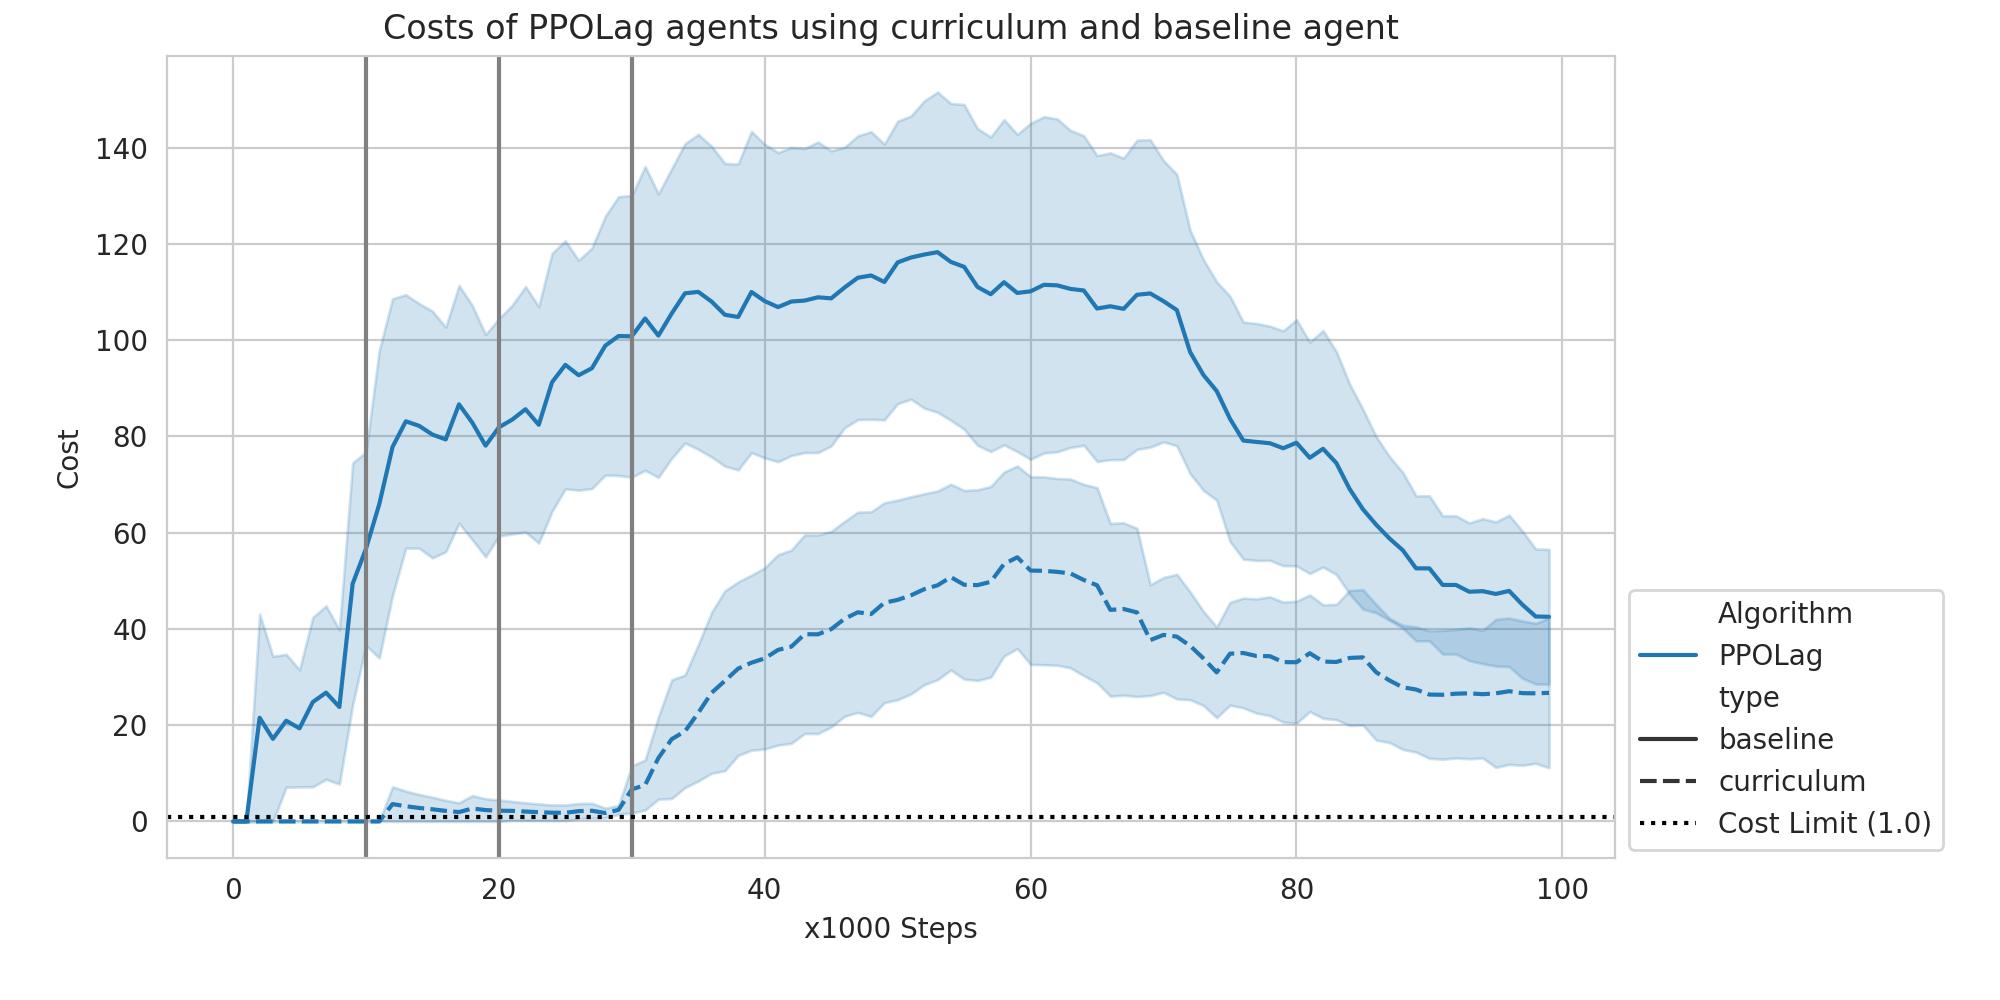 Costs of PPOLag agents using curriculum and baseline agent
140
120
100
80
60
40
20
0
Cost
0 20 40 60 80 100
x1000 Steps
Algorithm
PPOLag
type
baseline
curriculum
Cost Limit (1.0)